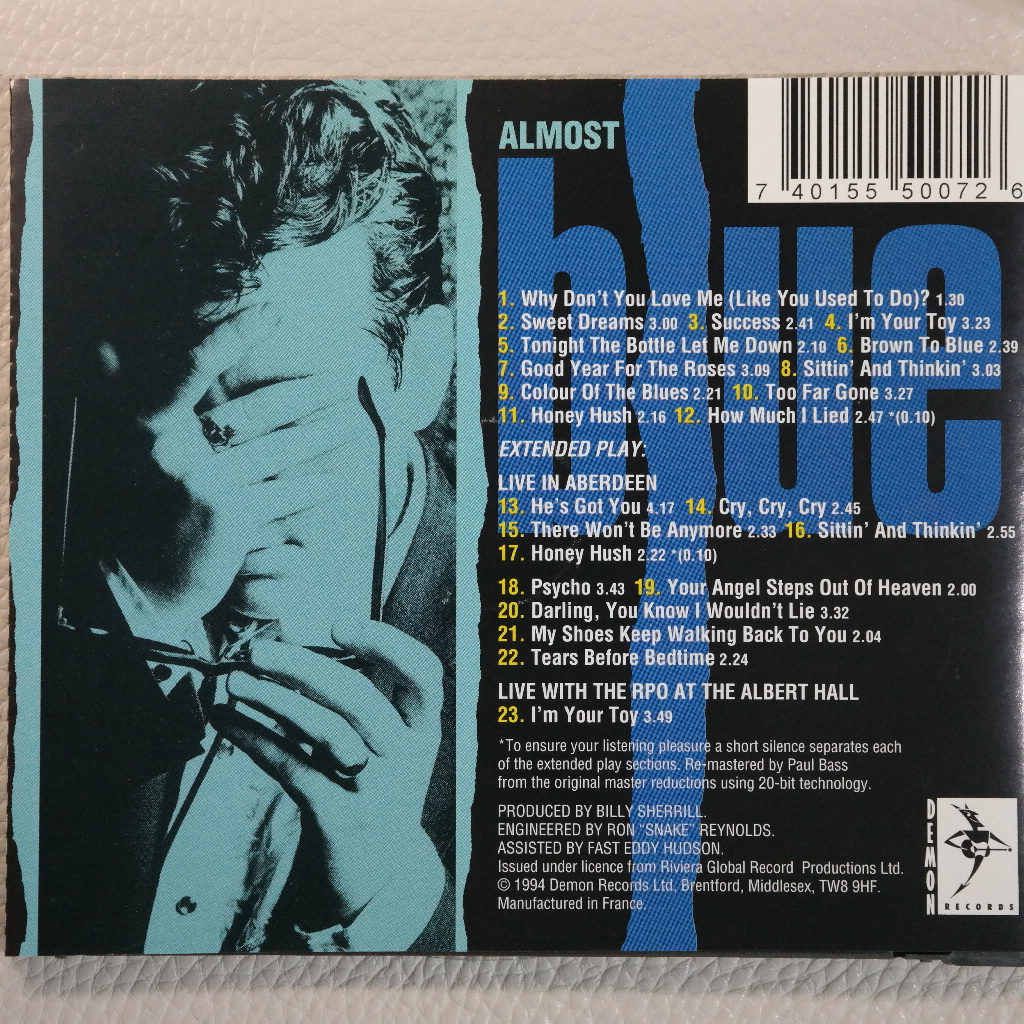 ALMOST
blue
7 40155 50072 6
1. Why Don't You Love Me (Like You Used To Do)? 1.30
2. Sweet Dreams 3.00 3. Success 2.41 4. I'm Your Toy 3.23
5. Tonight The Bottle Let Me Down 2.10 6. Brown To Blue 2.39
7. Good Year For The Roses 3.09 8. Sittin' And Thinkin' 3.03
9. Colour Of The Blues 2.21 10. Too Far Gone 3.27
11. Honey Hush 2.16 12. How Much I Lied 2.47 *(0.10)
EXTENDED PLAY:
LIVE IN ABERDEEN
13. He's Got You 4.17 14. Cry, Cry, Cry 2.45
15. There Won't Be Anymore 2.33 16. Sittin' And Thinkin' 2.55
17. Honey Hush 2.22 *(0.10)
18. Psycho 3.43 19. Your Angel Steps Out Of Heaven 2.00
20. Darling, You Know I Wouldn't Lie 3.32
21. My Shoes Keep Walking Back To You 2.04
22. Tears Before Bedtime 2.24
LIVE WITH THE RPO AT THE ALBERT HALL
23. I'm Your Toy 3.49
*To ensure your listening pleasure a short silence separates each
of the extended play sections. Re-mastered by Paul Bass
from the original master reductions using 20-bit technology.
PRODUCED BY BILLY SHERRILL.
ENGINEERED BY RON "SNAKE" REYNOLDS.
ASSISTED BY FAST EDDY HUDSON.
Issued under licence from Riviera Global Record Productions Ltd.
© 1994 Demon Records Ltd, Brentford, Middlesex, TW8 9HF.
Manufactured in France.
DEMON
RECORDS